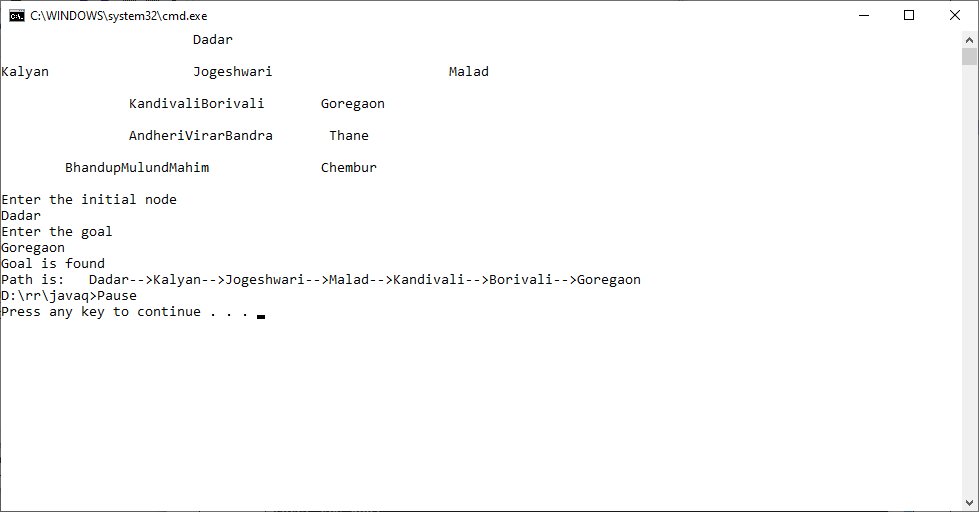 C:\WINDOWS\system32\cmd.exe
Dadar
Kalyan Jogeshwari Malad
KandivaliBorivali Goregaon
AndheriVirarBandra Thane
BhandupMulundMahim Chembur
Enter the initial node
Dadar
Enter the goal
Goregaon
Goal is found
Path is: Dadar-->Kalyan-->Jogeshwari-->Malad-->Kandivali-->Borivali-->Goregaon
D:\rr\javaq>Pause
Press any key to continue . . .